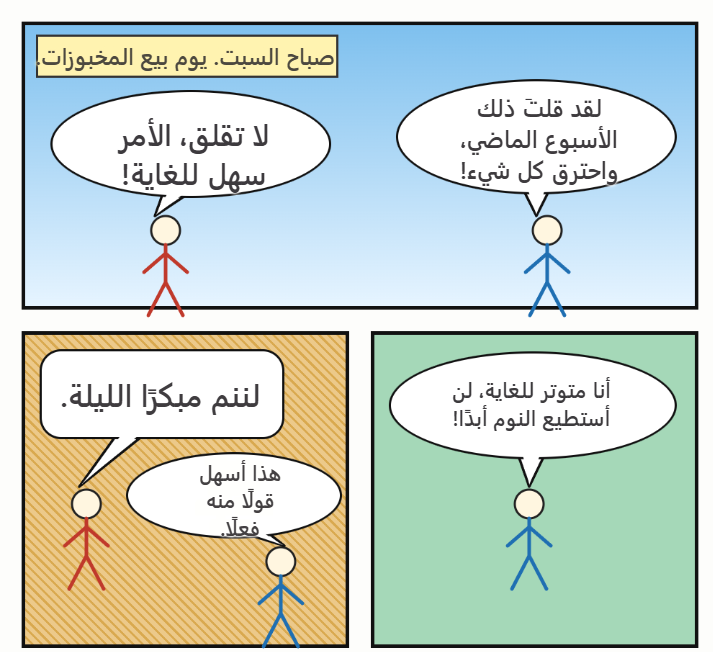 صباح السبت. يوم بيع المخبوزات.
لا تقلق، الأمر
سهل للغاية!
لقد قلتَ ذلك
الأسبوع الماضي،
واحترق كل شيء!
لننم مبكرًا الليلة.
هذا أسهل
قولًا منه
فعلًا.
أنا متوتر للغاية، لن
أستطيع النوم أبدًا!